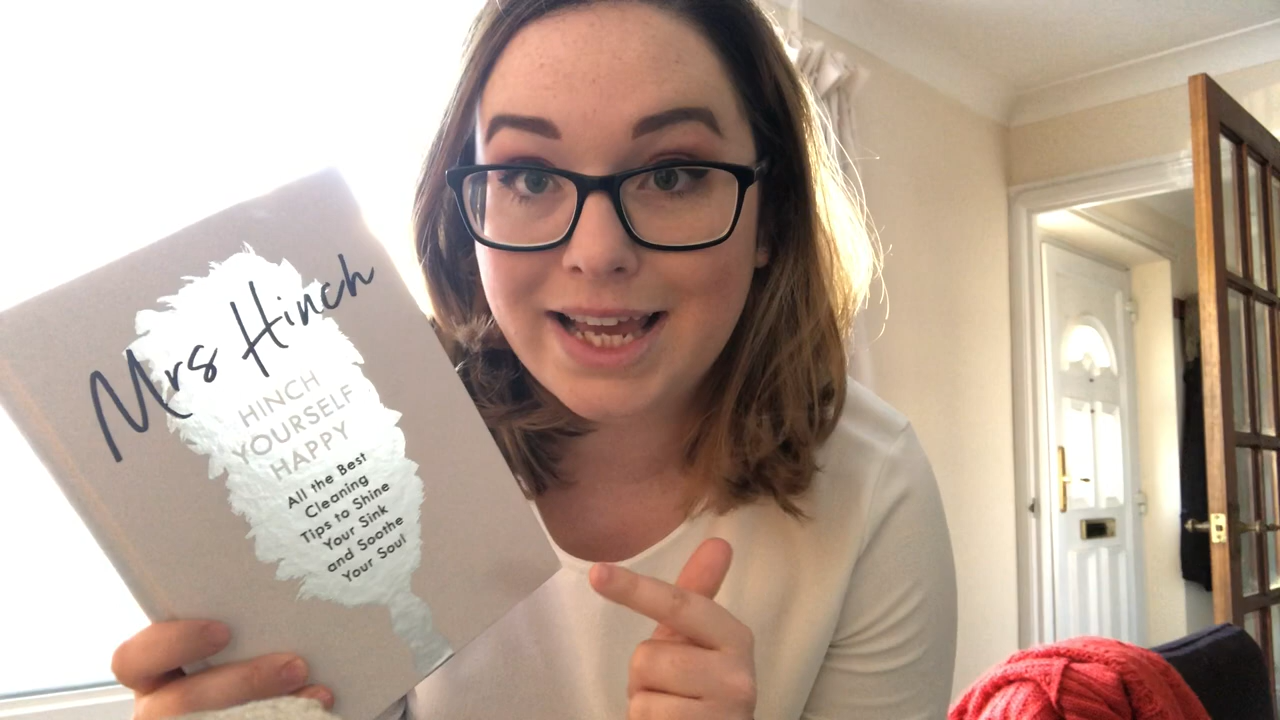 Mrs Hinch
HINCH
YOURSELF
HAPPY
All the Best
Cleaning
Tips to Shine
Your Sink
and Soothe
Your Soul